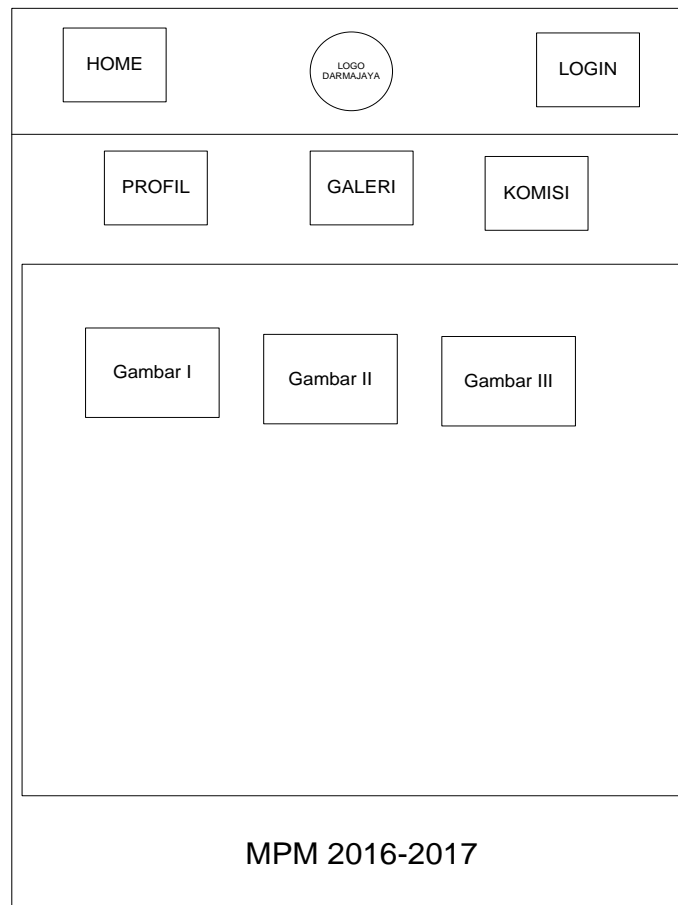 HOME
LOGO
DARMAJAYA
LOGIN
PROFIL
GALERI
KOMISI
Gambar I
Gambar II
Gambar III
MPM 2016-2017